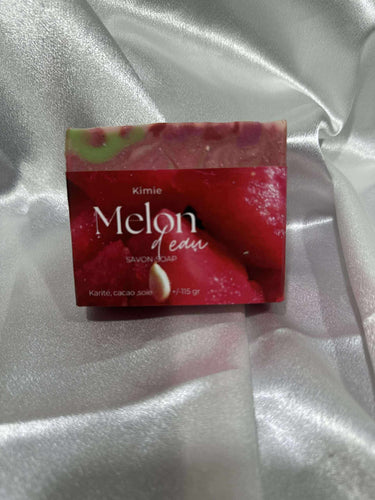 Kimie
Melon
d'eau
SAVON SOAP
Karité, cacao, soie +/-115 gr